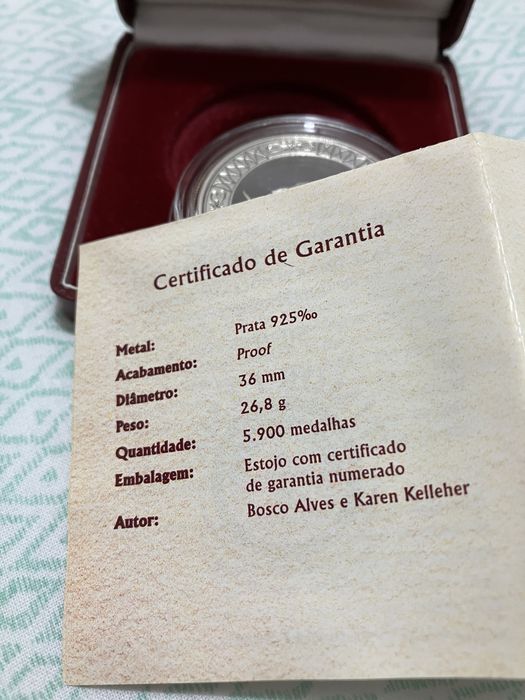 Certificado de Garantia
Metal: Prata 925‰
Acabamento: Proof
Diâmetro: 36 mm
Peso: 26,8 g
Quantidade: 5.900 medalhas
Embalagem: Estojo com certificado
de garantia numerado
Autor: Bosco Alves e Karen Kelleher